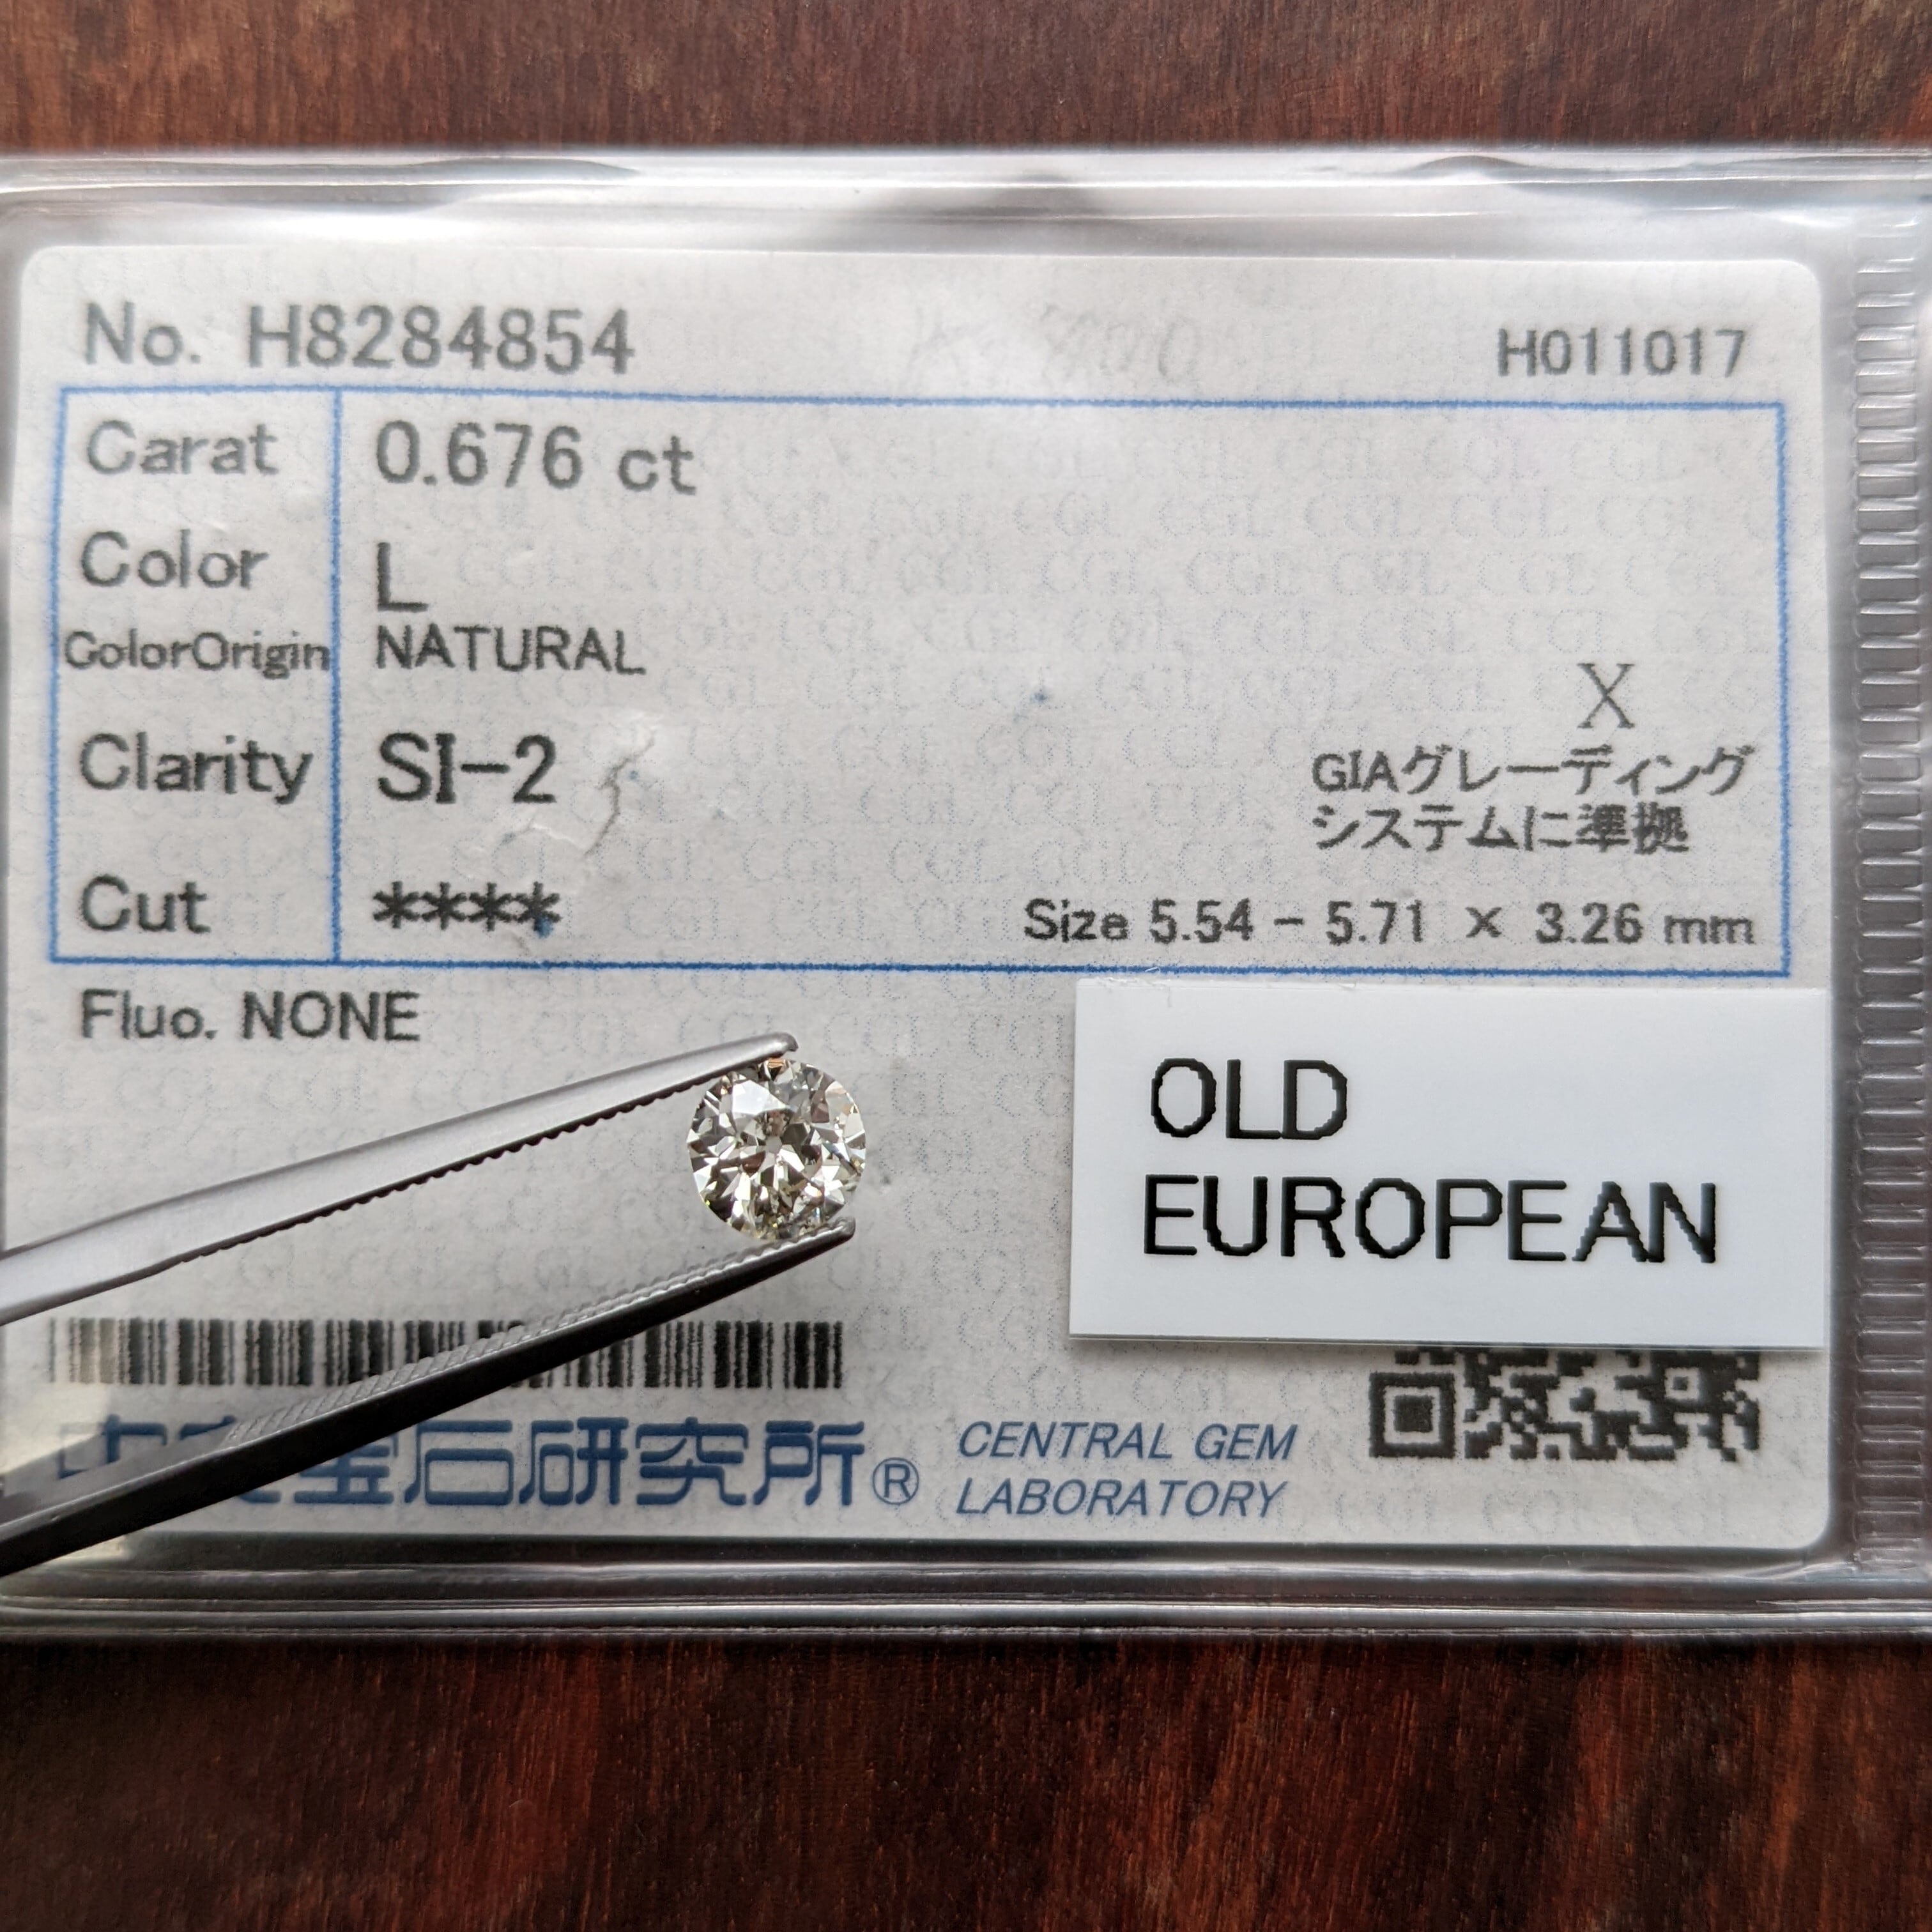 No. H8284854
H011017
Carat 0.676 ct
Color L
ColorOrigin NATURAL
Clarity SI-2
X
GIAグレーディング
システムに準拠
Cut ****
Size 5.54 - 5.71 × 3.26 mm
Fluo. NONE
OLD
EUROPEAN
宝石研究所®
CENTRAL GEM
LABORATORY